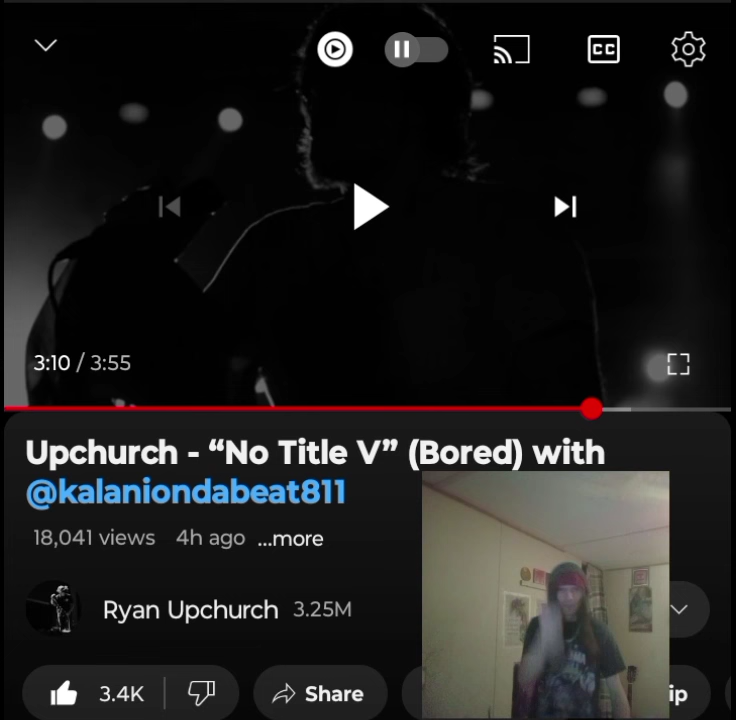 CC
3:10 / 3:55
Upchurch - “No Title V” (Bored) with
@kalaniondabeat811
18,041 views 4h ago ...more
Ryan Upchurch 3.25M
3.4K Share ip